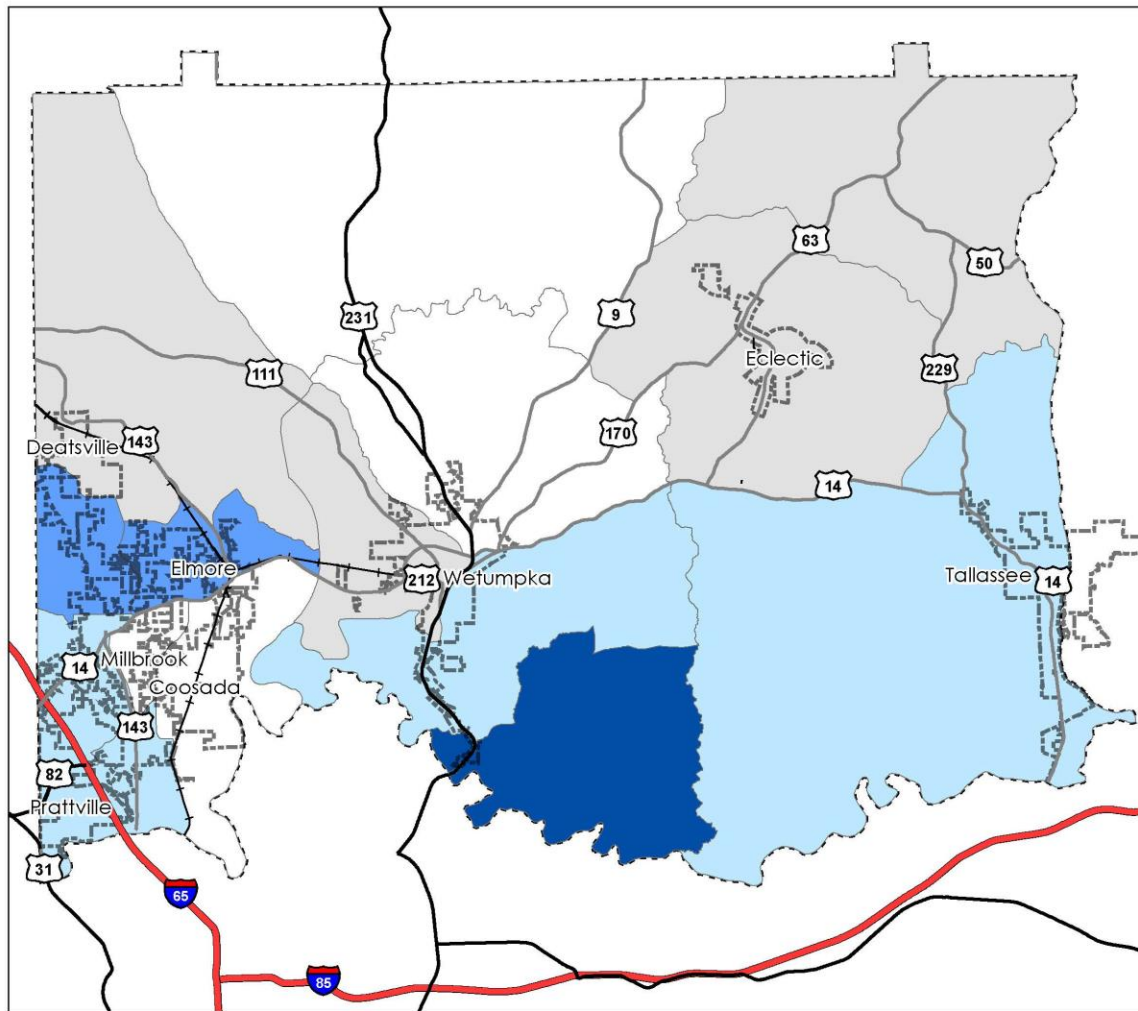 231
9
63
50
111
Eclectic
229
143
170
Deatsville
14
Elmore
212
Wetumpka
Tallassee
14
Millbrook
14
Coosada
143
82
Prattville
31
65
85